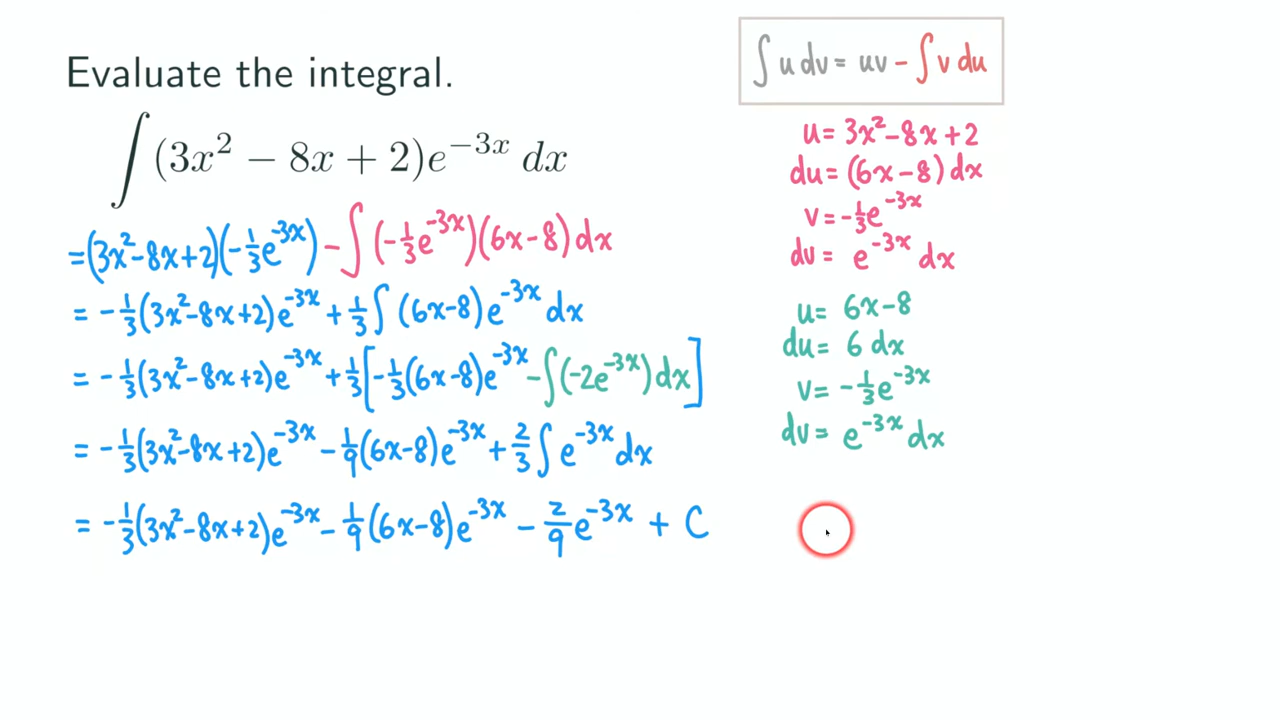 Evaluate the integral.
∫(3x² − 8x + 2)e⁻³ˣ dx
=(3x²−8x+2)(−⅓e⁻³ˣ) − ∫(−⅓e⁻³ˣ)(6x−8)dx
= −⅓(3x²−8x+2)e⁻³ˣ + ⅓∫(6x−8)e⁻³ˣ dx
= −⅓(3x²−8x+2)e⁻³ˣ + ⅓[−⅓(6x−8)e⁻³ˣ − ∫(−2e⁻³ˣ)dx]
= −⅓(3x²−8x+2)e⁻³ˣ − ⅑(6x−8)e⁻³ˣ + ⅔∫e⁻³ˣ dx
= −⅓(3x²−8x+2)e⁻³ˣ − ⅑(6x−8)e⁻³ˣ − 2/9 e⁻³ˣ + C
∫u dv = uv − ∫v du
u = 3x²−8x+2
du = (6x−8)dx
v = −⅓e⁻³ˣ
dv = e⁻³ˣ dx
u = 6x−8
du = 6 dx
v = −⅓e⁻³ˣ
dv = e⁻³ˣ dx